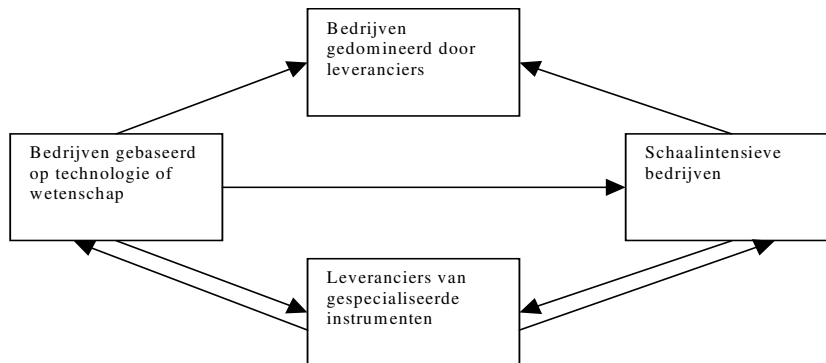 Bedrijven
gedomineerd door
leveranciers
Bedrijven gebaseerd
op technologie of
wetenschap
Schaalintensieve
bedrijven
Leveranciers van
gespecialiseerde
instrumenten